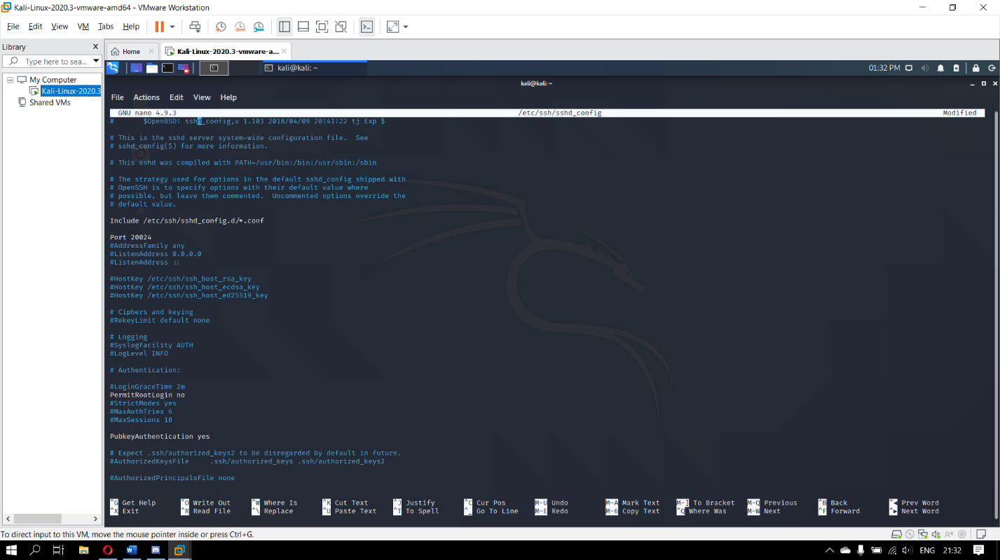 Kali-Linux-2020.3-vmware-amd64 - VMware Workstation
File Edit View VM Tabs Help
Library
Home
Kali-Linux-2020.3-vmware-a...
Type here to sea...
My Computer
Kali-Linux-2020.3
Shared VMs
kali@kali: ~
01:32 PM
kali@kali: ~
File Actions Edit View Help
GNU nano 4.9.3 /etc/ssh/sshd_config Modified
# $OpenBSD: sshd_config,v 1.103 2018/04/09 20:41:22 tj Exp $
# This is the sshd server system-wide configuration file. See
# sshd_config(5) for more information.
# This sshd was compiled with PATH=/usr/bin:/bin:/usr/sbin:/sbin
# The strategy used for options in the default sshd_config shipped with
# OpenSSH is to specify options with their default value where
# possible, but leave them commented. Uncommented options override the
# default value.
Include /etc/ssh/sshd_config.d/*.conf
Port 20024
#AddressFamily any
#ListenAddress 0.0.0.0
#ListenAddress ::
#HostKey /etc/ssh/ssh_host_rsa_key
#HostKey /etc/ssh/ssh_host_ecdsa_key
#HostKey /etc/ssh/ssh_host_ed25519_key
# Ciphers and keying
#RekeyLimit default none
# Logging
#SyslogFacility AUTH
#LogLevel INFO
# Authentication:
#LoginGraceTime 2m
PermitRootLogin no
#StrictModes yes
#MaxAuthTries 6
#MaxSessions 10
PubkeyAuthentication yes
# Expect .ssh/authorized_keys2 to be disregarded by default in future.
#AuthorizedKeysFile .ssh/authorized_keys .ssh/authorized_keys2
#AuthorizedPrincipalsFile none
^G Get Help ^O Write Out ^W Where Is ^K Cut Text ^J Justify ^C Cur Pos M-U Undo M-A Mark Text M-] To Bracket M-Q Previous ^B Back ^◀ Prev Word
^X Exit ^R Read File ^\ Replace ^U Paste Text ^T To Spell ^_ Go To Line M-E Redo M-6 Copy Text ^Q Where Was M-W Next ^F Forward ^▶ Next Word
To direct input to this VM, move the mouse pointer inside or press Ctrl+G.
ENG 21:32